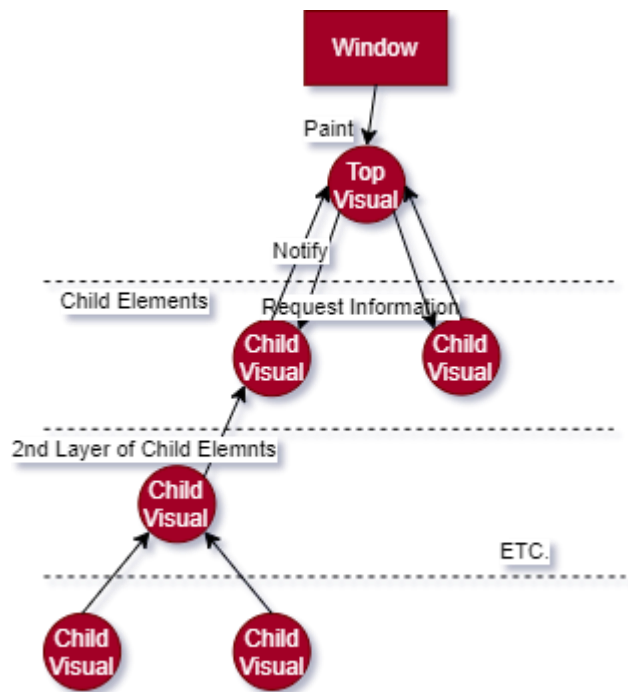 Window
Paint
Top
Visual
Notify
Child Elements
Request Information
Child
Visual
Child
Visual
2nd Layer of Child Elemnts
Child
Visual
ETC.
Child
Visual
Child
Visual